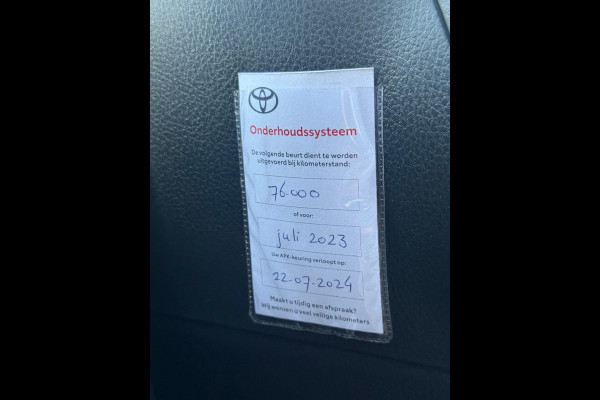 Onderhoudssysteem
De volgende beurt dient te worden
uitgevoerd bij kilometerstand:
76.000
of voor:
juli 2023
Uw APK-keuring verloopt na:
22-07-2024
Maakt u tijdig een afspraak?
Wij wensen u veel veilige kilometers